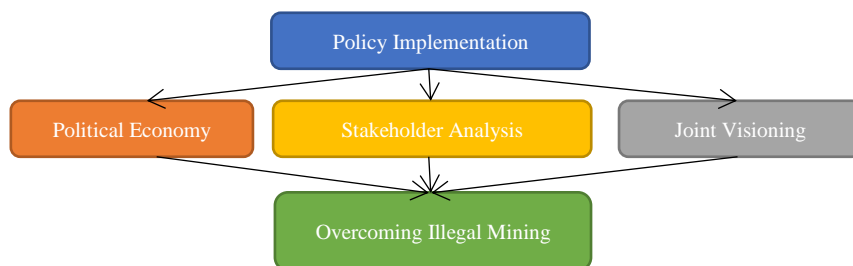 Policy Implementation
Political Economy
Stakeholder Analysis
Joint Visioning
Overcoming Illegal Mining